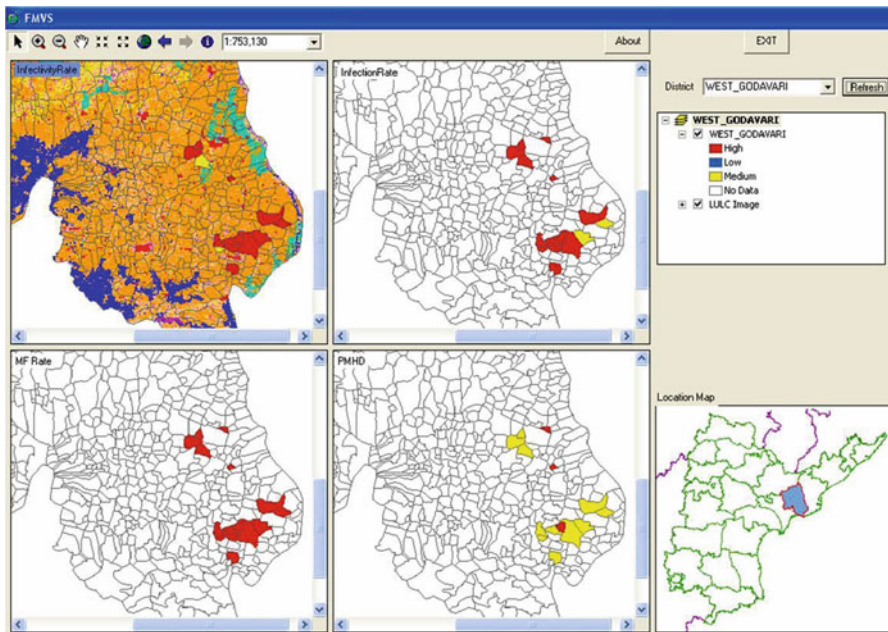 FMVS
1:753,130
About
EXIT
InfectivityRate
InfectionRate
District
WEST_GODAVARI
Refresh
WEST_GODAVARI
WEST_GODAVARI
High
Low
Medium
No Data
LULC Image
MF Rate
PMHD
Location Map